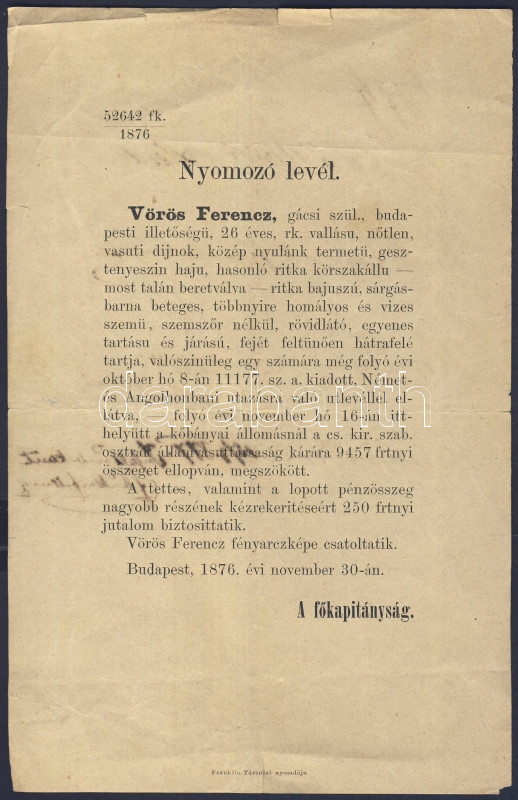 52642 fk.
1876
Nyomozó levél.
Vörös Ferencz, gácsi szül., buda-
pesti illetőségü, 26 éves, rk. vallásu, nőtlen,
vasuti dijnok, közép nyulánk termetü, gesz-
tenyeszin haju, hasonló ritka körszakállu —
most talán beretválva — ritka bajuszú, sárgás-
barna beteges, többnyire homályos és vizes
szemü, szemszőr nélkül, rövidlátó, egyenes
tartásu és járású, fejét feltünően hátrafelé
tartja, valószinüleg egy számára még folyó évi
október hó 8-án 11177. sz. a. kiadott, Német-
Angolhonbani utazásra való utlevéllel el-
látva, — folyó évi november hó 16-án itt-
helyütt a kőbányai állomásnál a cs. kir. szab.
osztrák államvasuttársaság kárára 9457 frtnyi
összeget ellopván, megszökött.
A tettes, valamint a lopott pénzösszeg
nagyobb részének kézrekeritéseért 250 frtnyi
jutalom biztosittatik.
Vörös Ferencz fényarczképe csatoltatik.
Budapest, 1876. évi november 30-án.
A főkapitányság.
Franklin-Társulat nyomdája
darabanth